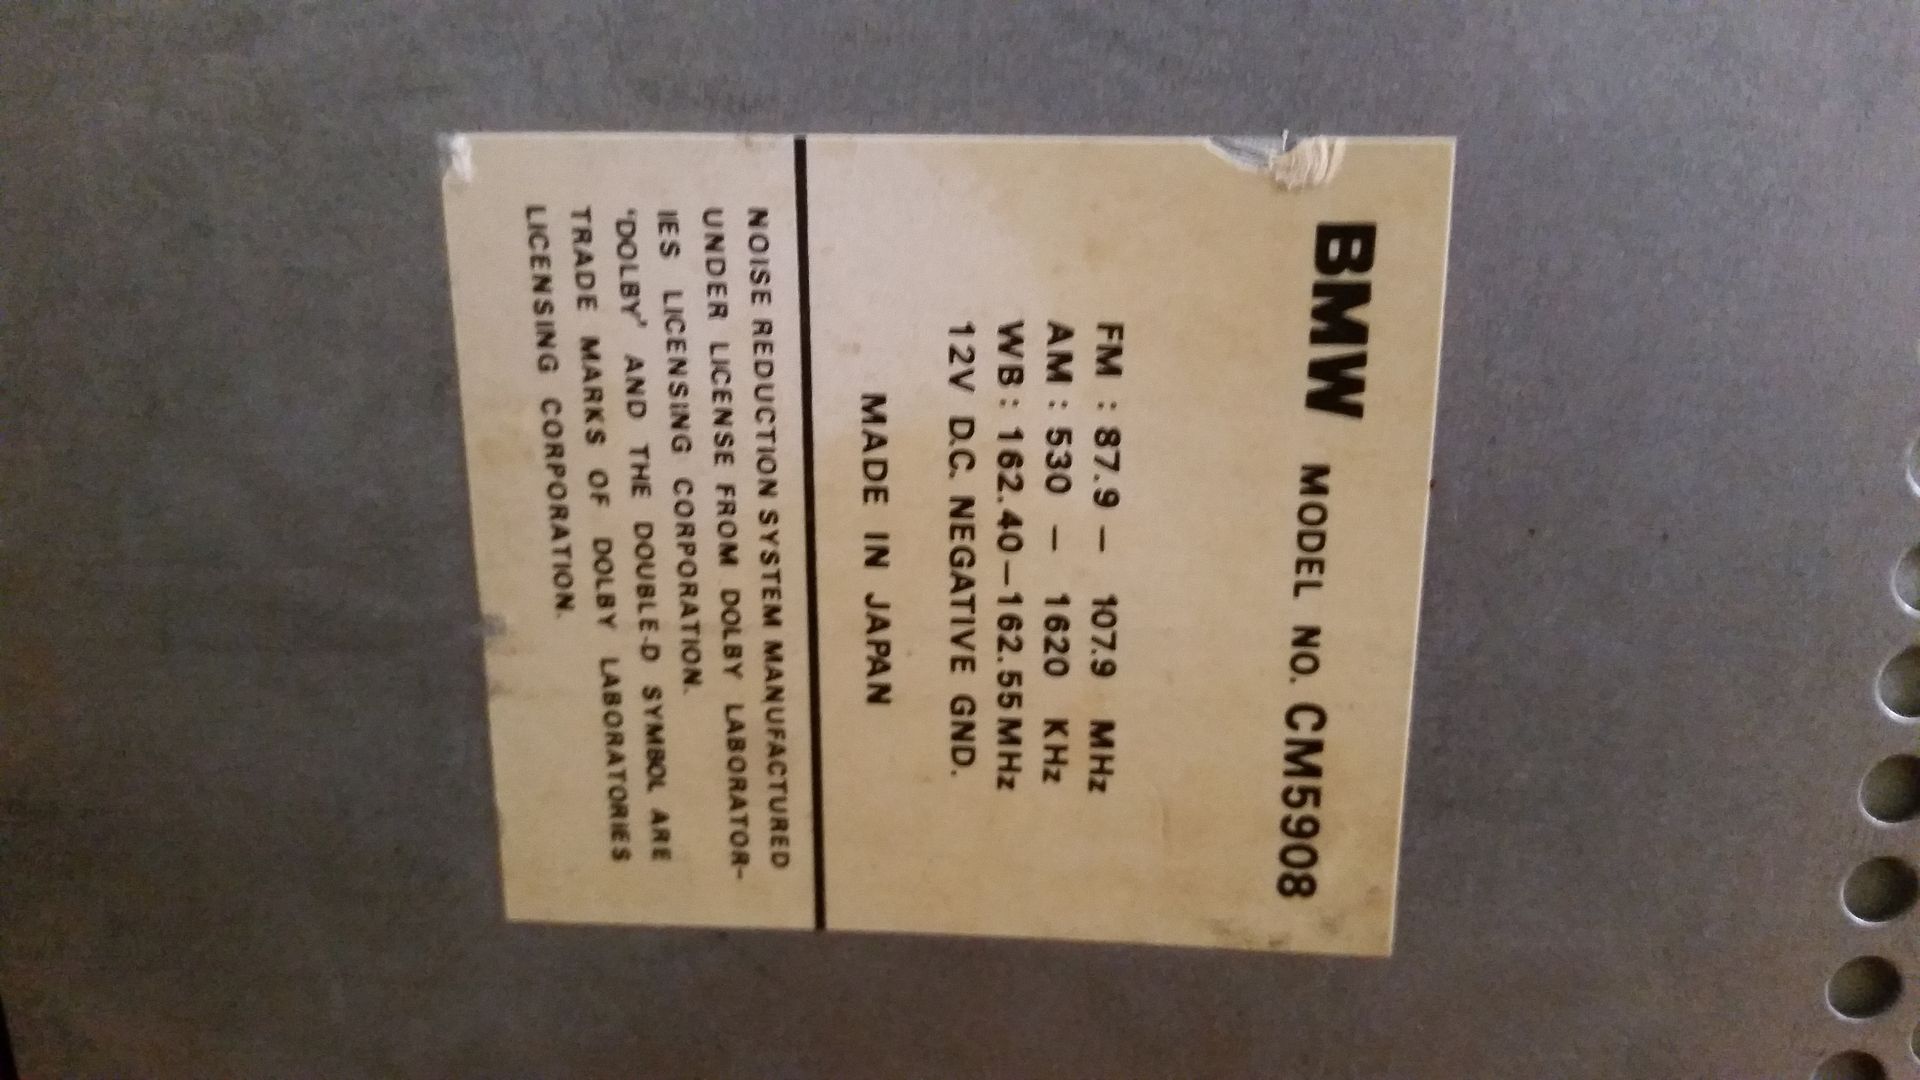 BMW MODEL NO. CM5908
FM : 87.9 — 107.9 MHz
AM : 530 — 1620 KHz
WB : 162.40—162.55MHz
12V D.C. NEGATIVE GND.
MADE IN JAPAN
NOISE REDUCTION SYSTEM MANUFACTURED
UNDER LICENSE FROM DOLBY LABORATOR-
IES LICENSING CORPORATION.
'DOLBY' AND THE DOUBLE-D SYMBOL ARE
TRADE MARKS OF DOLBY LABORATORIES
LICENSING CORPORATION.